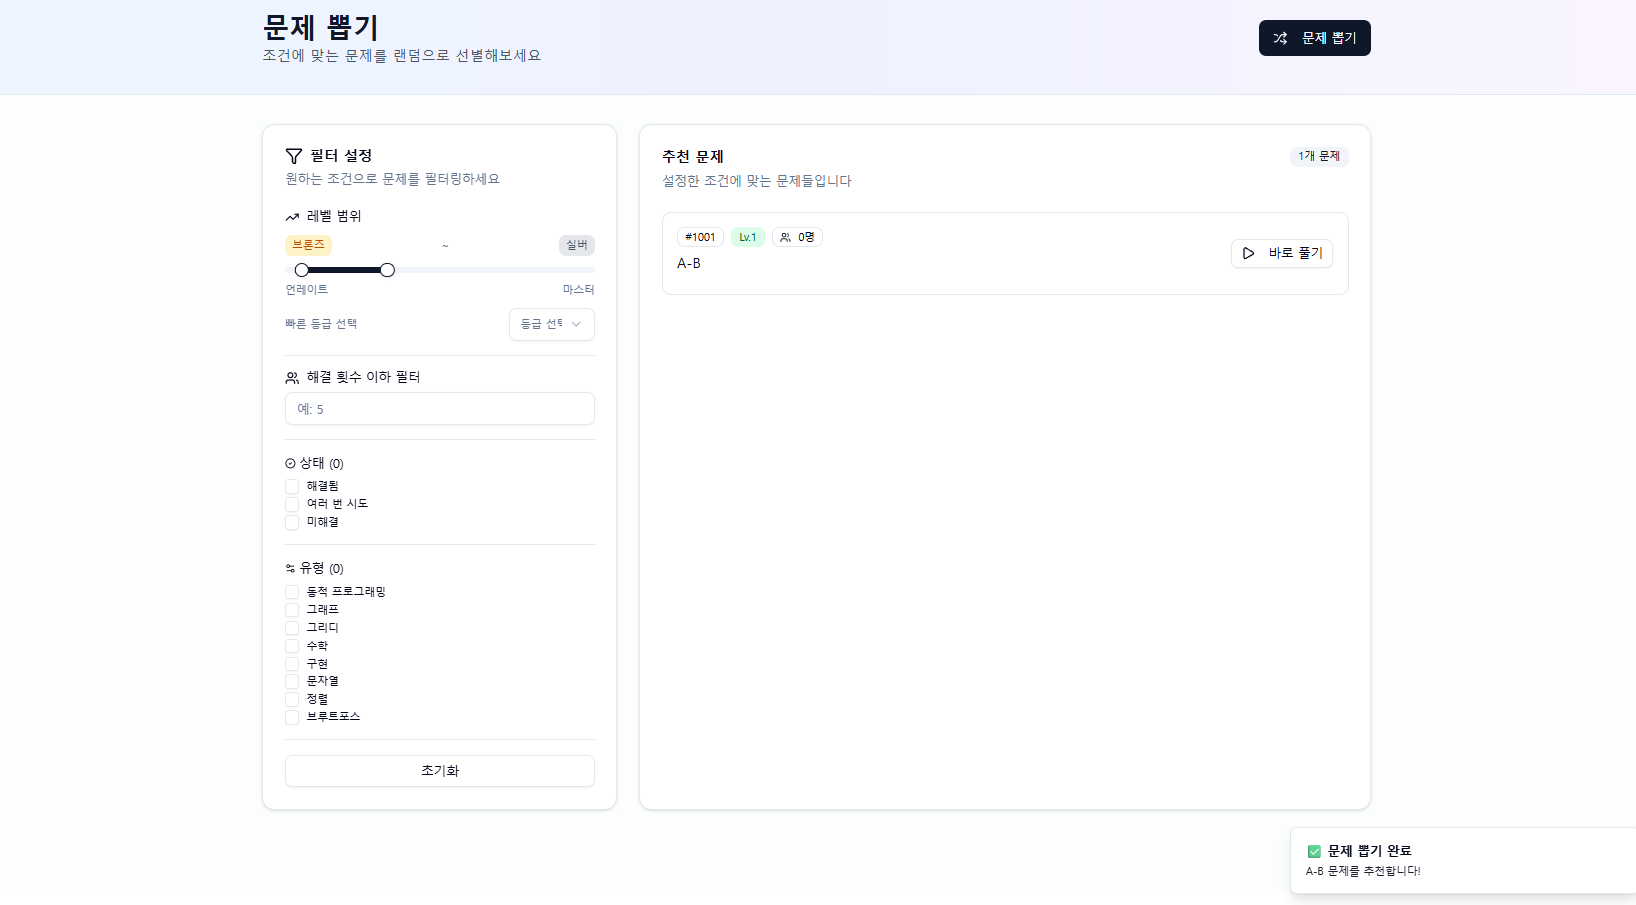 문제 뽑기
조건에 맞는 문제를 랜덤으로 선별해보세요
문제 뽑기
필터 설정
원하는 조건으로 문제를 필터링하세요
레벨 범위
브론즈 ~ 실버
언레이트 마스터
빠른 등급 선택
등급 선택
해결 횟수 이하 필터
예: 5
상태 (0)
해결됨
여러 번 시도
미해결
유형 (0)
동적 프로그래밍
그래프
그리디
수학
구현
문자열
정렬
브루트포스
초기화
추천 문제
1개 문제
설정한 조건에 맞는 문제들입니다
#1001 Lv.1 0명
A-B
바로 풀기
문제 뽑기 완료
A-B 문제를 추천합니다!